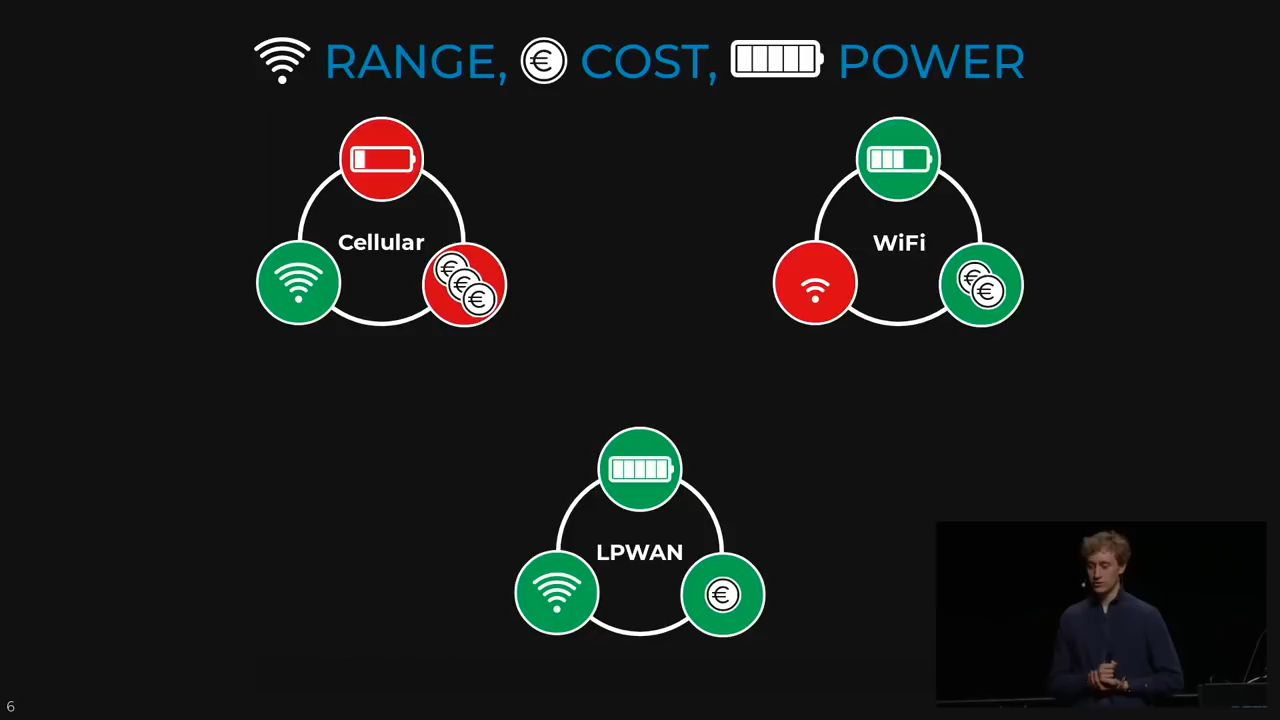 RANGE, € COST, POWER
Cellular
€
€
€
WiFi
€
€
LPWAN
€
6